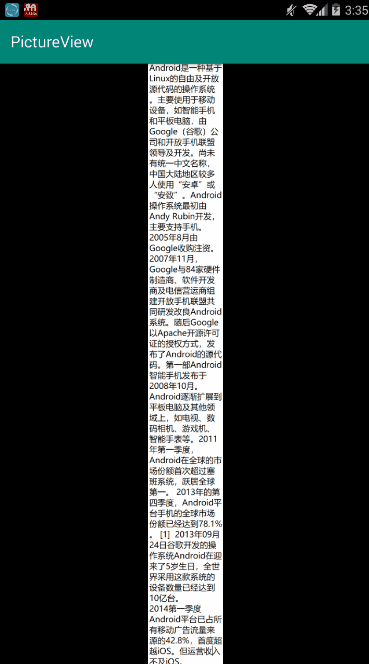 3:35
PictureView
Android是一种基于
Linux的自由及开放
源代码的操作系统
。主要使用于移动
设备，如智能手机
和平板电脑，由
Google（谷歌）公
司和开放手机联盟
领导及开发。尚未
有统一中文名称，
中国大陆地区较多
人使用“安卓”或
“安致”。Android
操作系统最初由
Andy Rubin开发，
主要支持手机。
2005年8月由
Google收购注资。
2007年11月，
Google与84家硬件
制造商、软件开发
商及电信营运商组
建开放手机联盟共
同研发改良Android
系统。随后Google
以Apache开源许可
证的授权方式，发
布了Android的源代
码。第一部Android
智能手机发布于
2008年10月。
Android逐渐扩展到
平板电脑及其他领
域上，如电视、数
码相机、游戏机、
智能手表等。2011
年第一季度，
Android在全球的市
场份额首次超过塞
班系统，跃居全球
第一。 2013年的第
四季度，Android平
台手机的全球市场
份额已经达到78.1%
。[1] 2013年09月
24日谷歌开发的操
作系统Android在迎
来了5岁生日，全世
界采用这款系统的
设备数量已经达到
10亿台。
2014第一季度
Android平台已占所
有移动广告流量来
源的42.8%，首度超
越iOS。但运营收入
不及iOS。